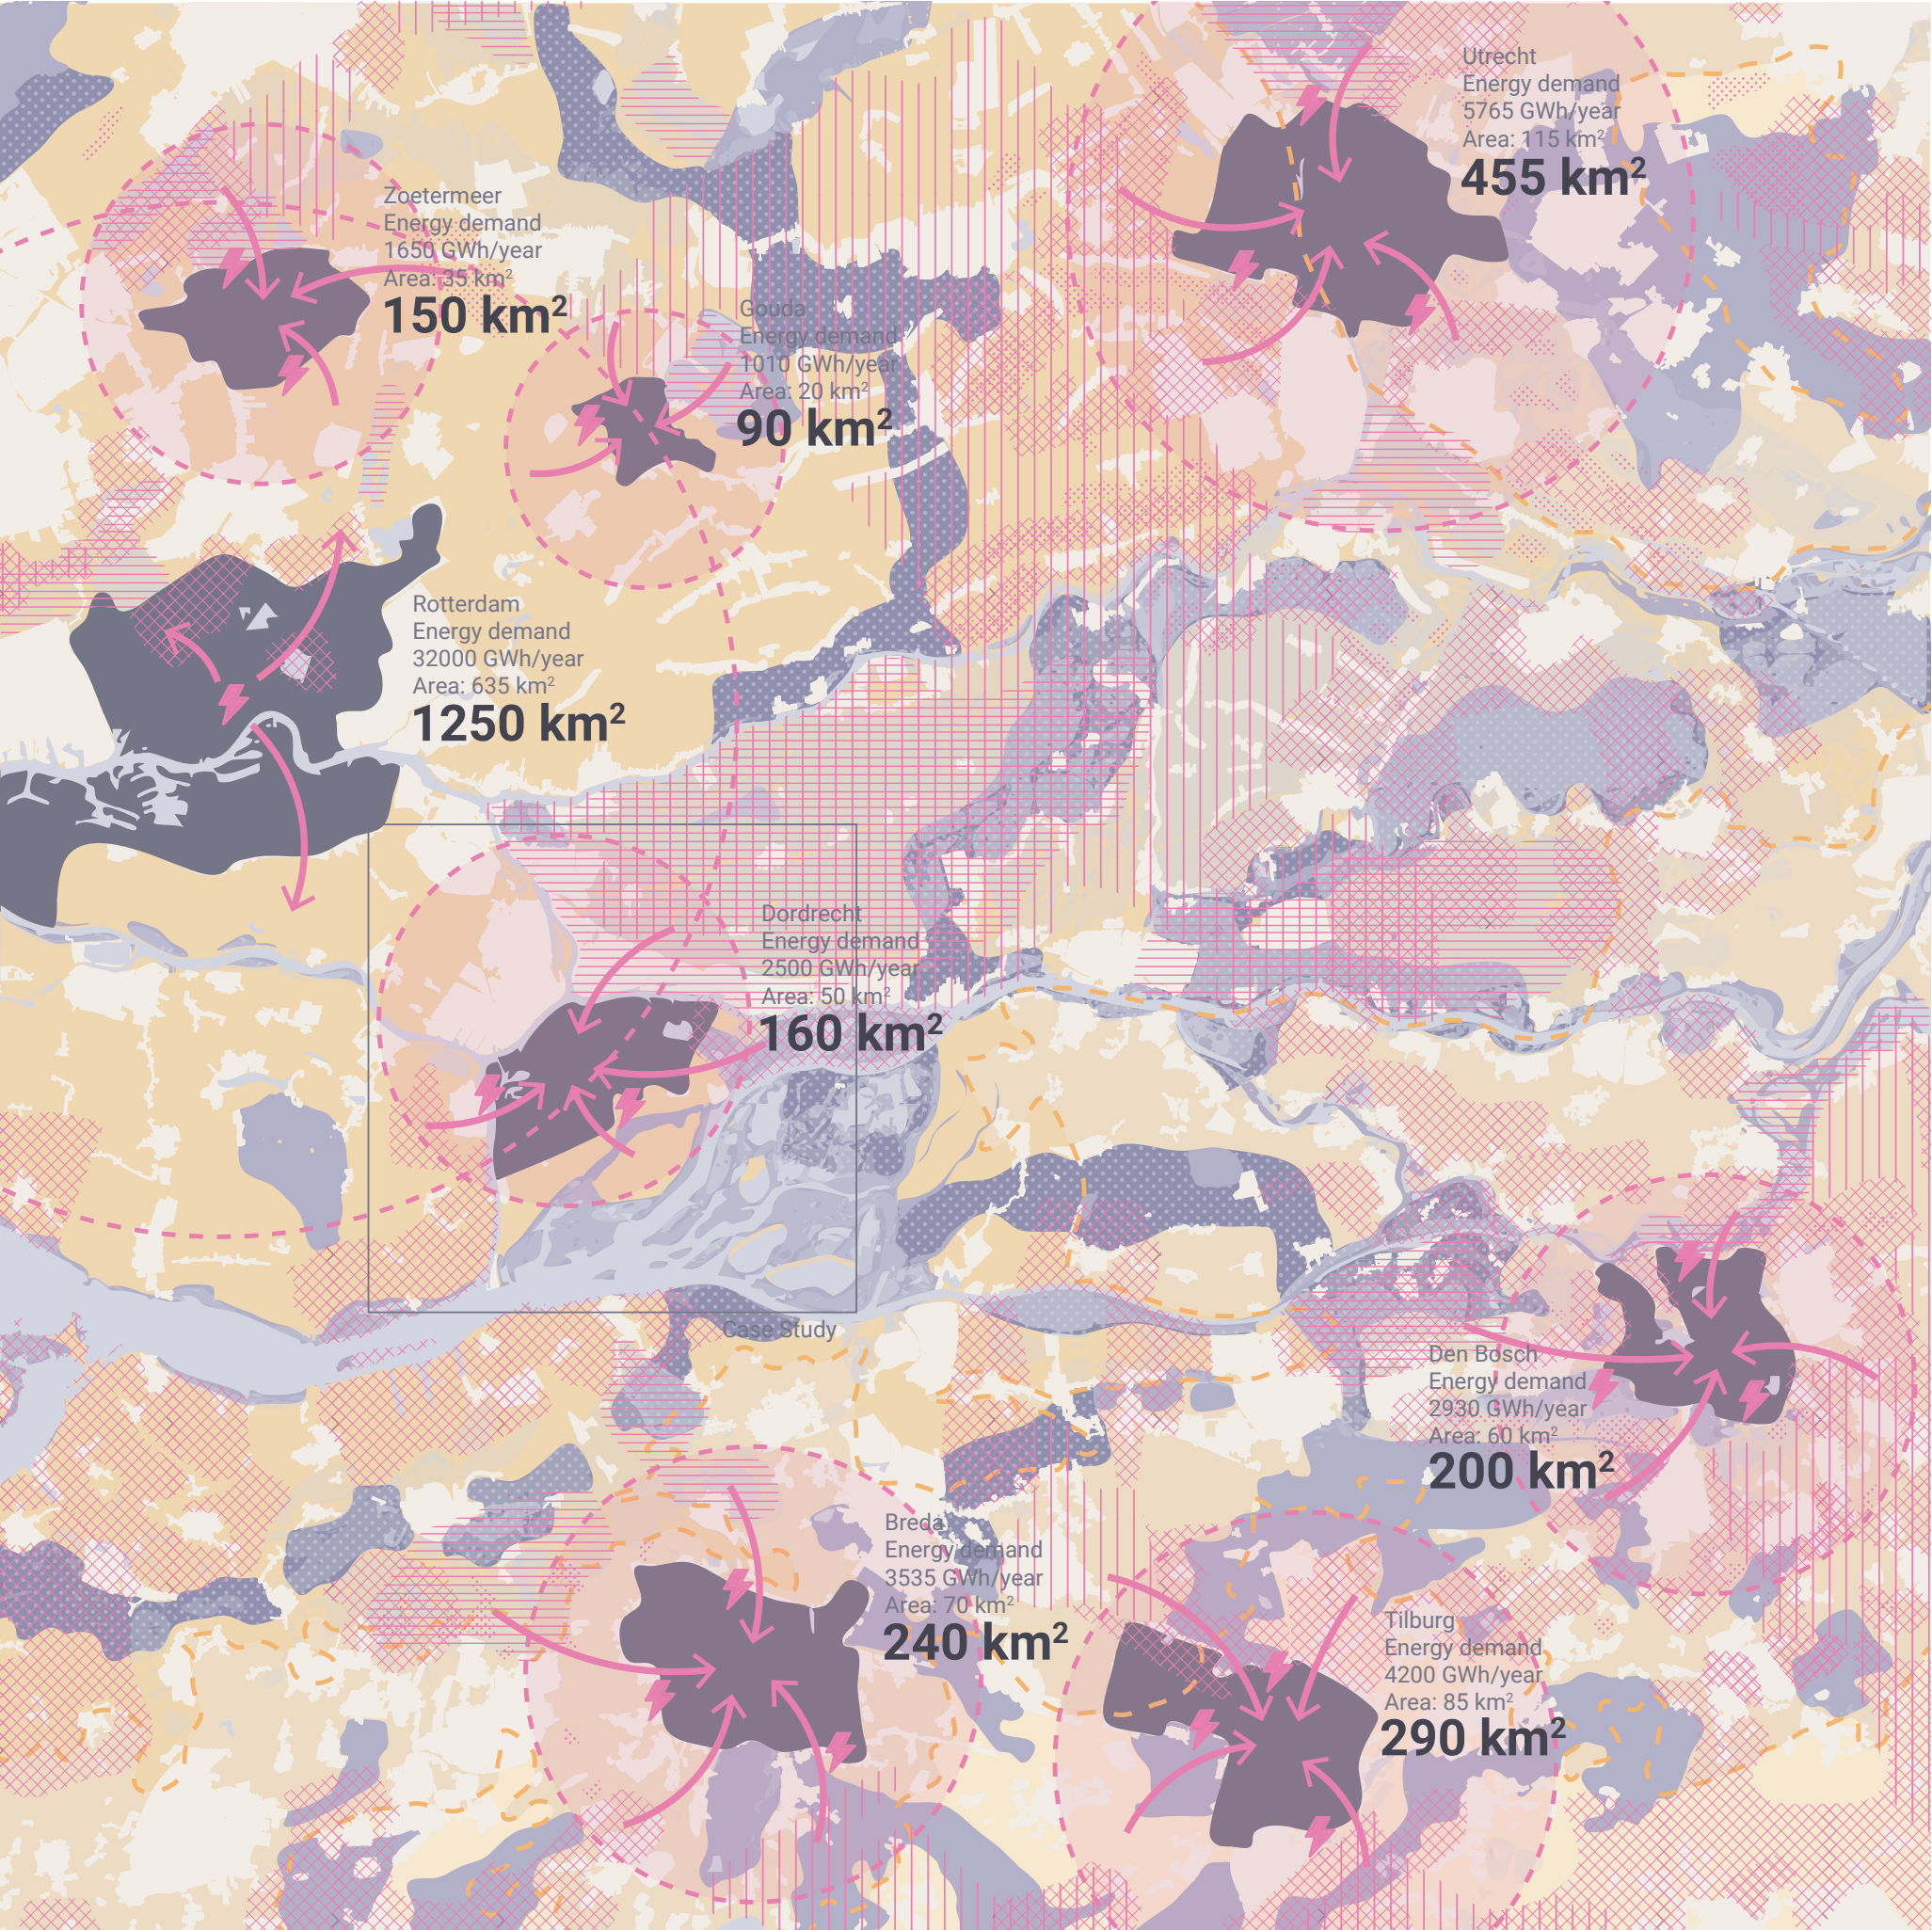 Utrecht
Energy demand
5765 GWh/year
Area: 115 km²
455 km²
Zoetermeer
Energy demand
1650 GWh/year
Area: 35 km²
150 km²
Gouda
Energy demand
1010 GWh/year
Area: 20 km²
90 km²
Rotterdam
Energy demand
32000 GWh/year
Area: 635 km²
1250 km²
Dordrecht
Energy demand
2500 GWh/year
Area: 50 km²
160 km²
Case Study
Den Bosch
Energy demand
2930 GWh/year
Area: 60 km²
200 km²
Breda
Energy demand
3535 GWh/year
Area: 70 km²
240 km²
Tilburg
Energy demand
4200 GWh/year
Area: 85 km²
290 km²